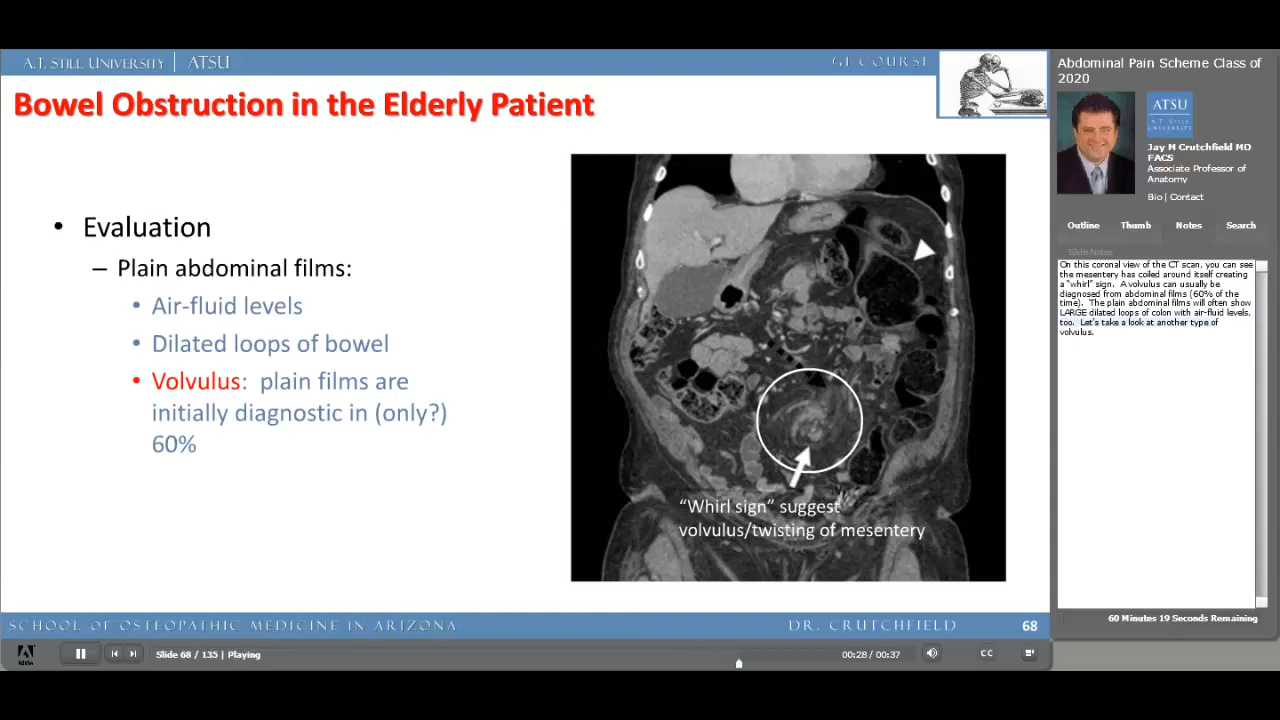 A.T. STILL UNIVERSITY | ATSU
GI COURSE
Bowel Obstruction in the Elderly Patient
• Evaluation
– Plain abdominal films:
• Air-fluid levels
• Dilated loops of bowel
• Volvulus: plain films are
initially diagnostic in (only?)
60%
"Whirl sign" suggest
volvulus/twisting of mesentery
SCHOOL OF OSTEOPATHIC MEDICINE IN ARIZONA
DR. CRUTCHFIELD
68
Abdominal Pain Scheme Class of
2020
ATSU
A.T. STILL
UNIVERSITY
Jay M Crutchfield MD
FACS
Associate Professor of
Anatomy
Bio | Contact
Outline
Thumb
Notes
Search
Slide Notes
On this coronal view of the CT scan, you can see
the mesentery has coiled around itself creating
a "whirl" sign. A volvulus can usually be
diagnosed from abdominal films (60% of the
time). The plain abdominal films will often show
LARGE dilated loops of colon with air-fluid levels,
too. Let's take a look at another type of
volvulus.
60 Minutes 19 Seconds Remaining
Slide 68 / 135 | Playing
00:28 / 00:37
CC